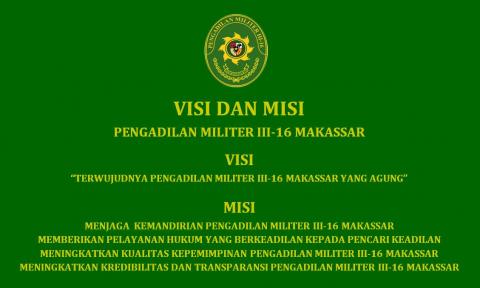 PENGADILAN MILITER III-16
VISI DAN MISI
PENGADILAN MILITER III-16 MAKASSAR
VISI
“TERWUJUDNYA PENGADILAN MILITER III-16 MAKASSAR YANG AGUNG”
MISI
MENJAGA KEMANDIRIAN PENGADILAN MILITER III-16 MAKASSAR
MEMBERIKAN PELAYANAN HUKUM YANG BERKEADILAN KEPADA PENCARI KEADILAN
MENINGKATKAN KUALITAS KEPEMIMPINAN PENGADILAN MILITER III-16 MAKASSAR
MENINGKATKAN KREDIBILITAS DAN TRANSPARANSI PENGADILAN MILITER III-16 MAKASSAR